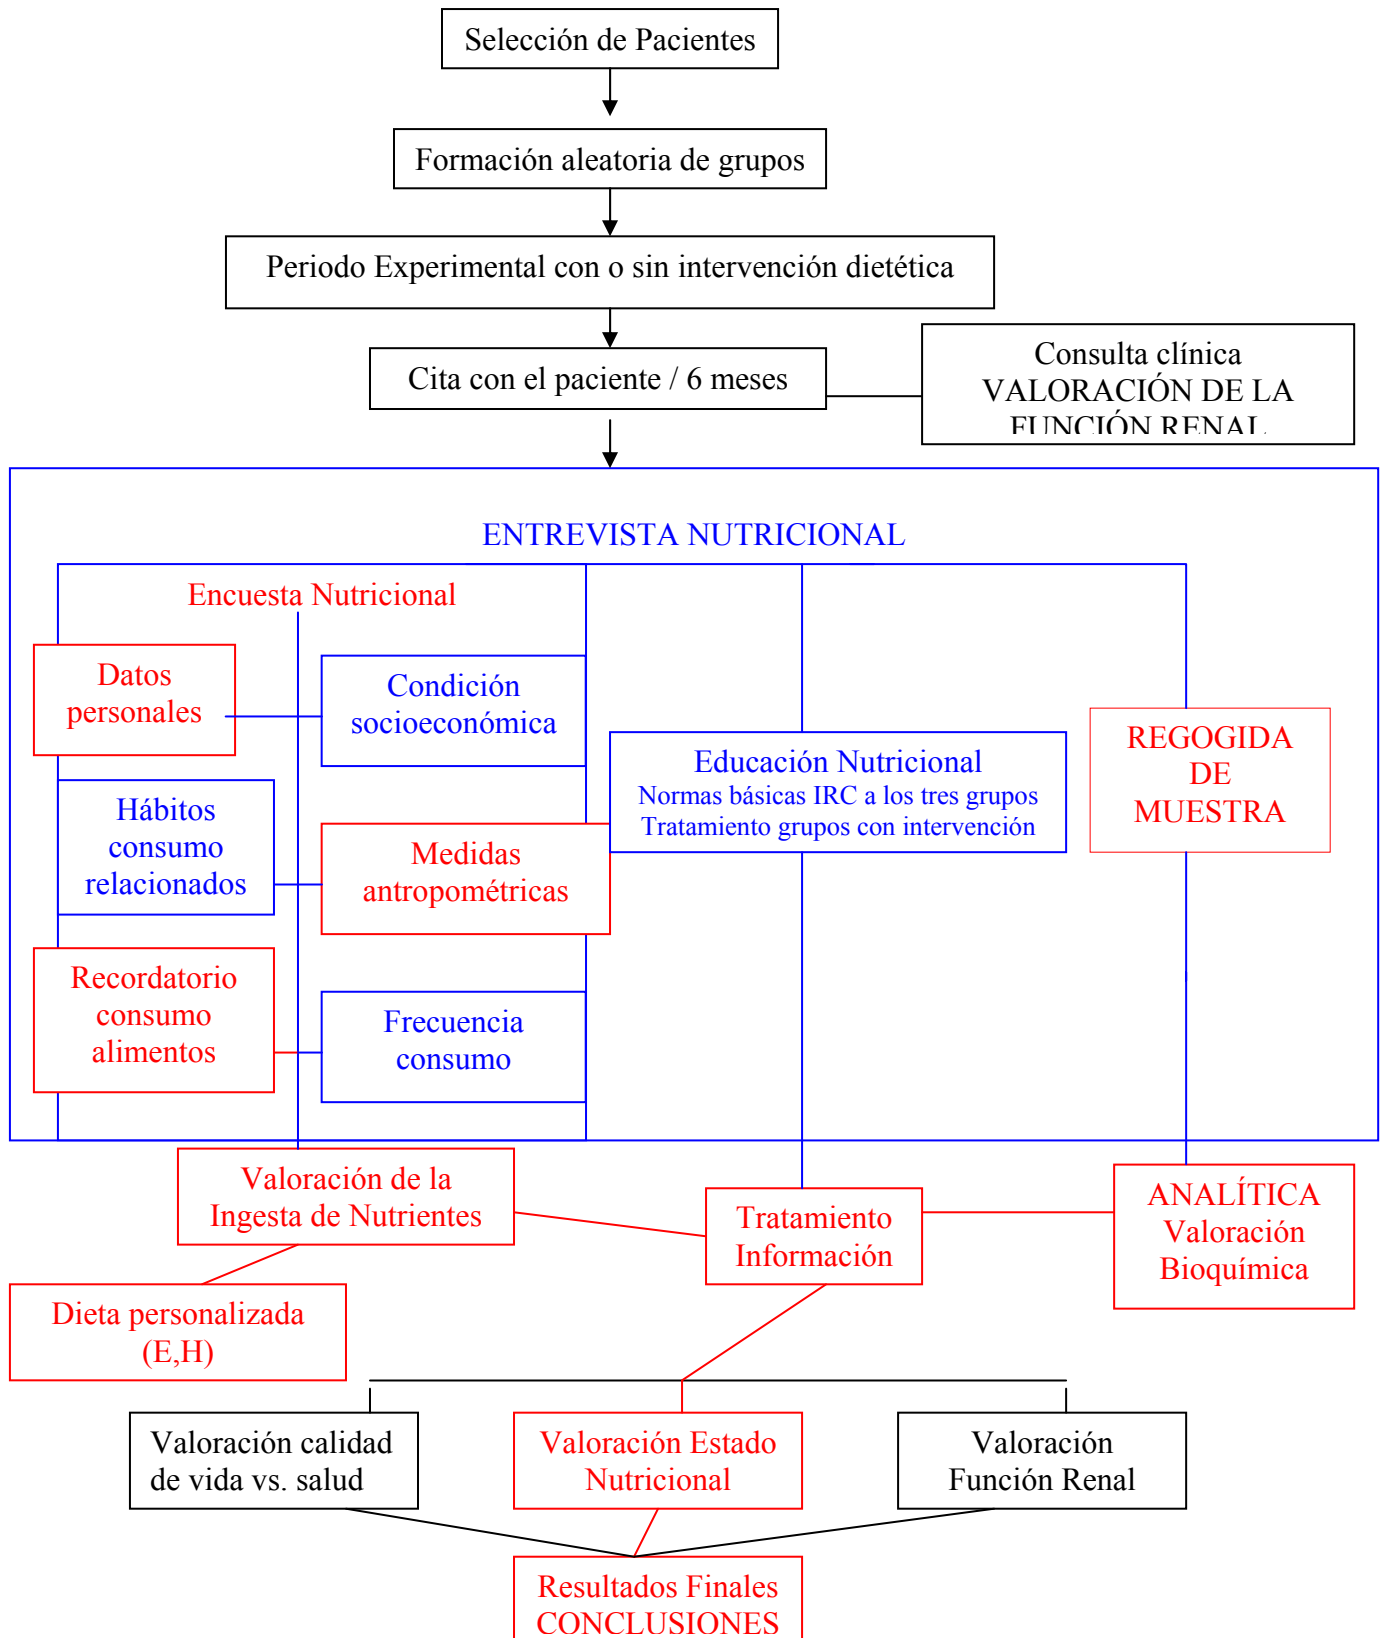 Selección de Pacientes
Formación aleatoria de grupos
Periodo Experimental con o sin intervención dietética
Cita con el paciente / 6 meses
Consulta clínica
VALORACIÓN DE LA
FUNCIÓN RENAL
ENTREVISTA NUTRICIONAL
Encuesta Nutricional
Datos
personales
Condición
socioeconómica
Hábitos
consumo
relacionados
Medidas
antropométricas
Recordatorio
consumo
alimentos
Frecuencia
consumo
Educación Nutricional
Normas básicas IRC a los tres grupos
Tratamiento grupos con intervención
REGOGIDA
DE
MUESTRA
Valoración de la
Ingesta de Nutrientes
Tratamiento
Información
ANALÍTICA
Valoración
Bioquímica
Dieta personalizada
(E,H)
Valoración calidad
de vida vs. salud
Valoración Estado
Nutricional
Valoración
Función Renal
Resultados Finales
CONCLUSIONES